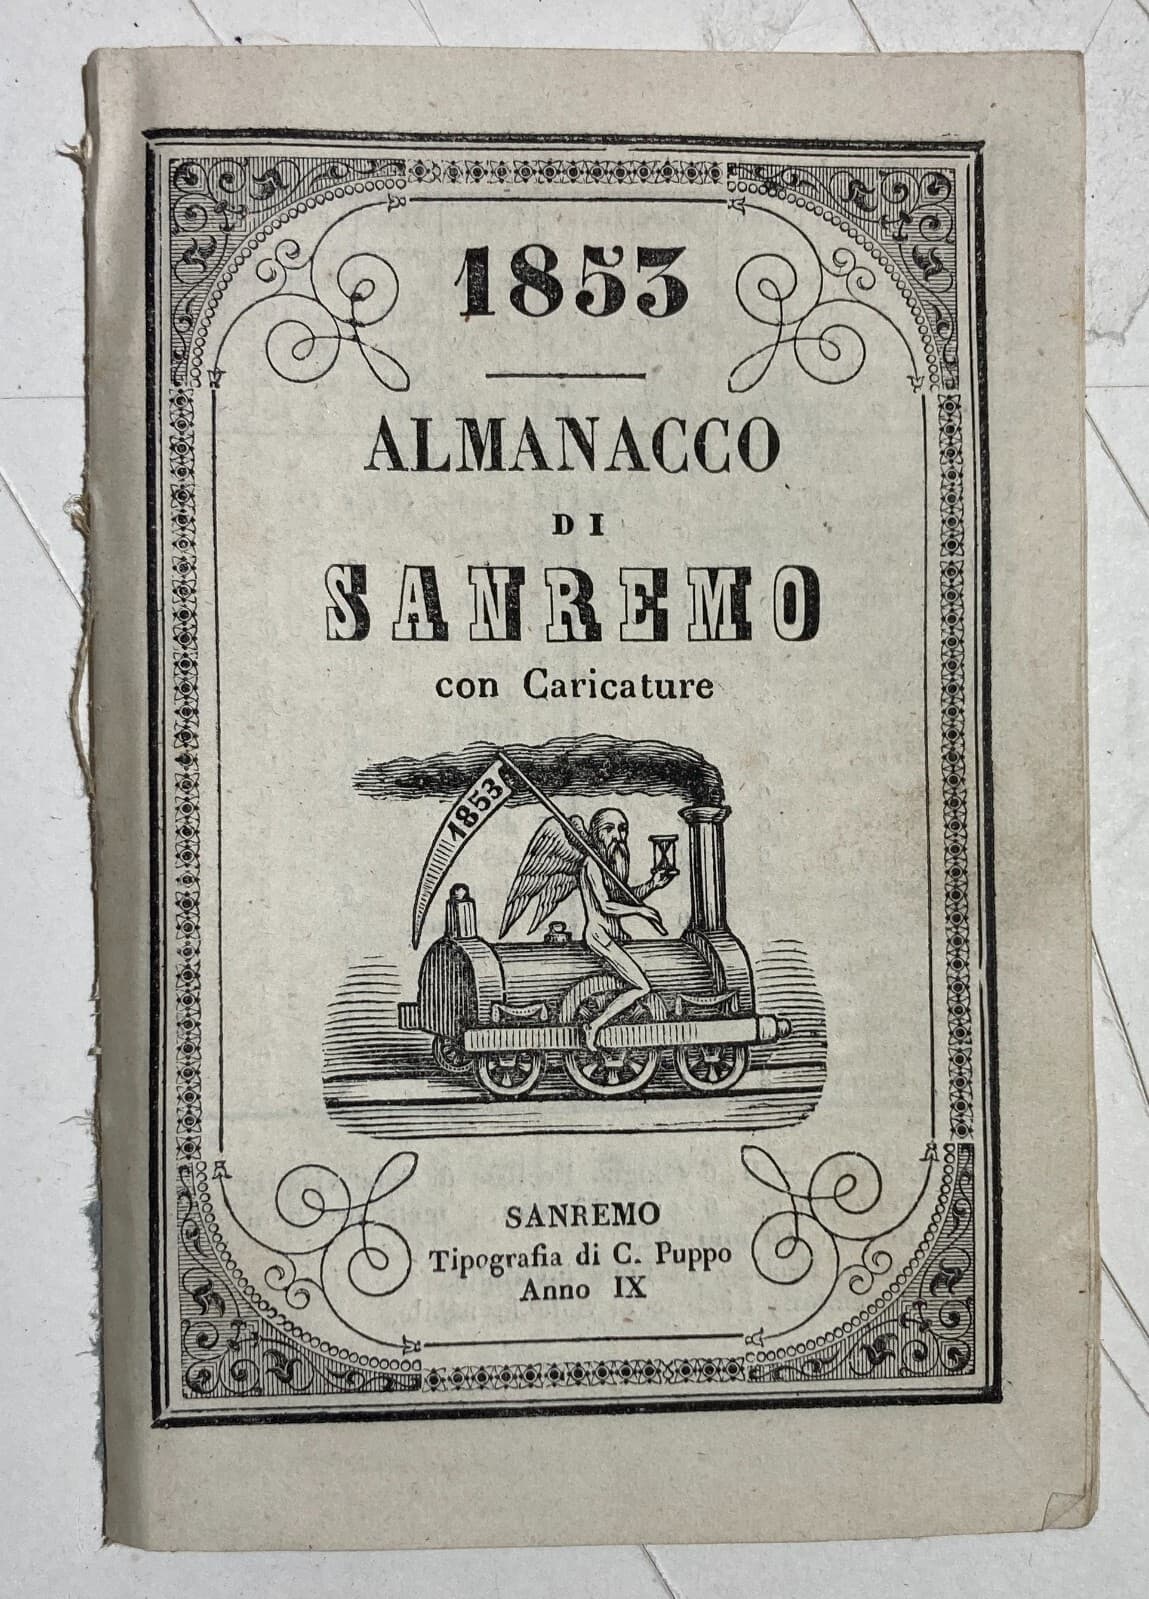 1853
ALMANACCO
DI
SANREMO
con Caricature
1853
SANREMO
Tipografia di C. Puppo
Anno IX